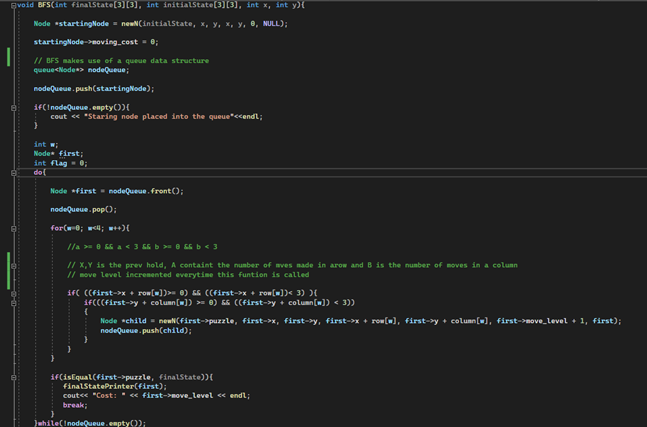 void BFS(int finalState[3][3], int initialState[3][3], int x, int y){
Node *startingNode = newN(initialState, x, y, x, y, 0, NULL);
startingNode->moving_cost = 0;
// BFS makes use of a queue data structure
queue<Node*> nodeQueue;
nodeQueue.push(startingNode);
if(!nodeQueue.empty()){
cout << "Staring node placed into the queue"<<endl;
}
int w;
Node* first;
int flag = 0;
do{
Node *first = nodeQueue.front();
nodeQueue.pop();
for(w=0; w<4; w++){
//a >= 0 && a < 3 && b >= 0 && b < 3
// X,Y is the prev hold, A containt the number of mves made in arow and B is the number of moves in a column
// move level incremented everytime this funtion is called
if( ((first->x + row[w])>= 0) && ((first->x + row[w])< 3) ){
if(((first->y + column[w]) >= 0) && ((first->y + column[w]) < 3))
{
Node *child = newN(first->puzzle, first->x, first->y, first->x + row[w], first->y + column[w], first->move_level + 1, first);
nodeQueue.push(child);
}
}
}
if(isEqual(first->puzzle, finalState)){
finalStatePrinter(first);
cout<< "Cost: " << first->move_level << endl;
break;
}
}while(!nodeQueue.empty());